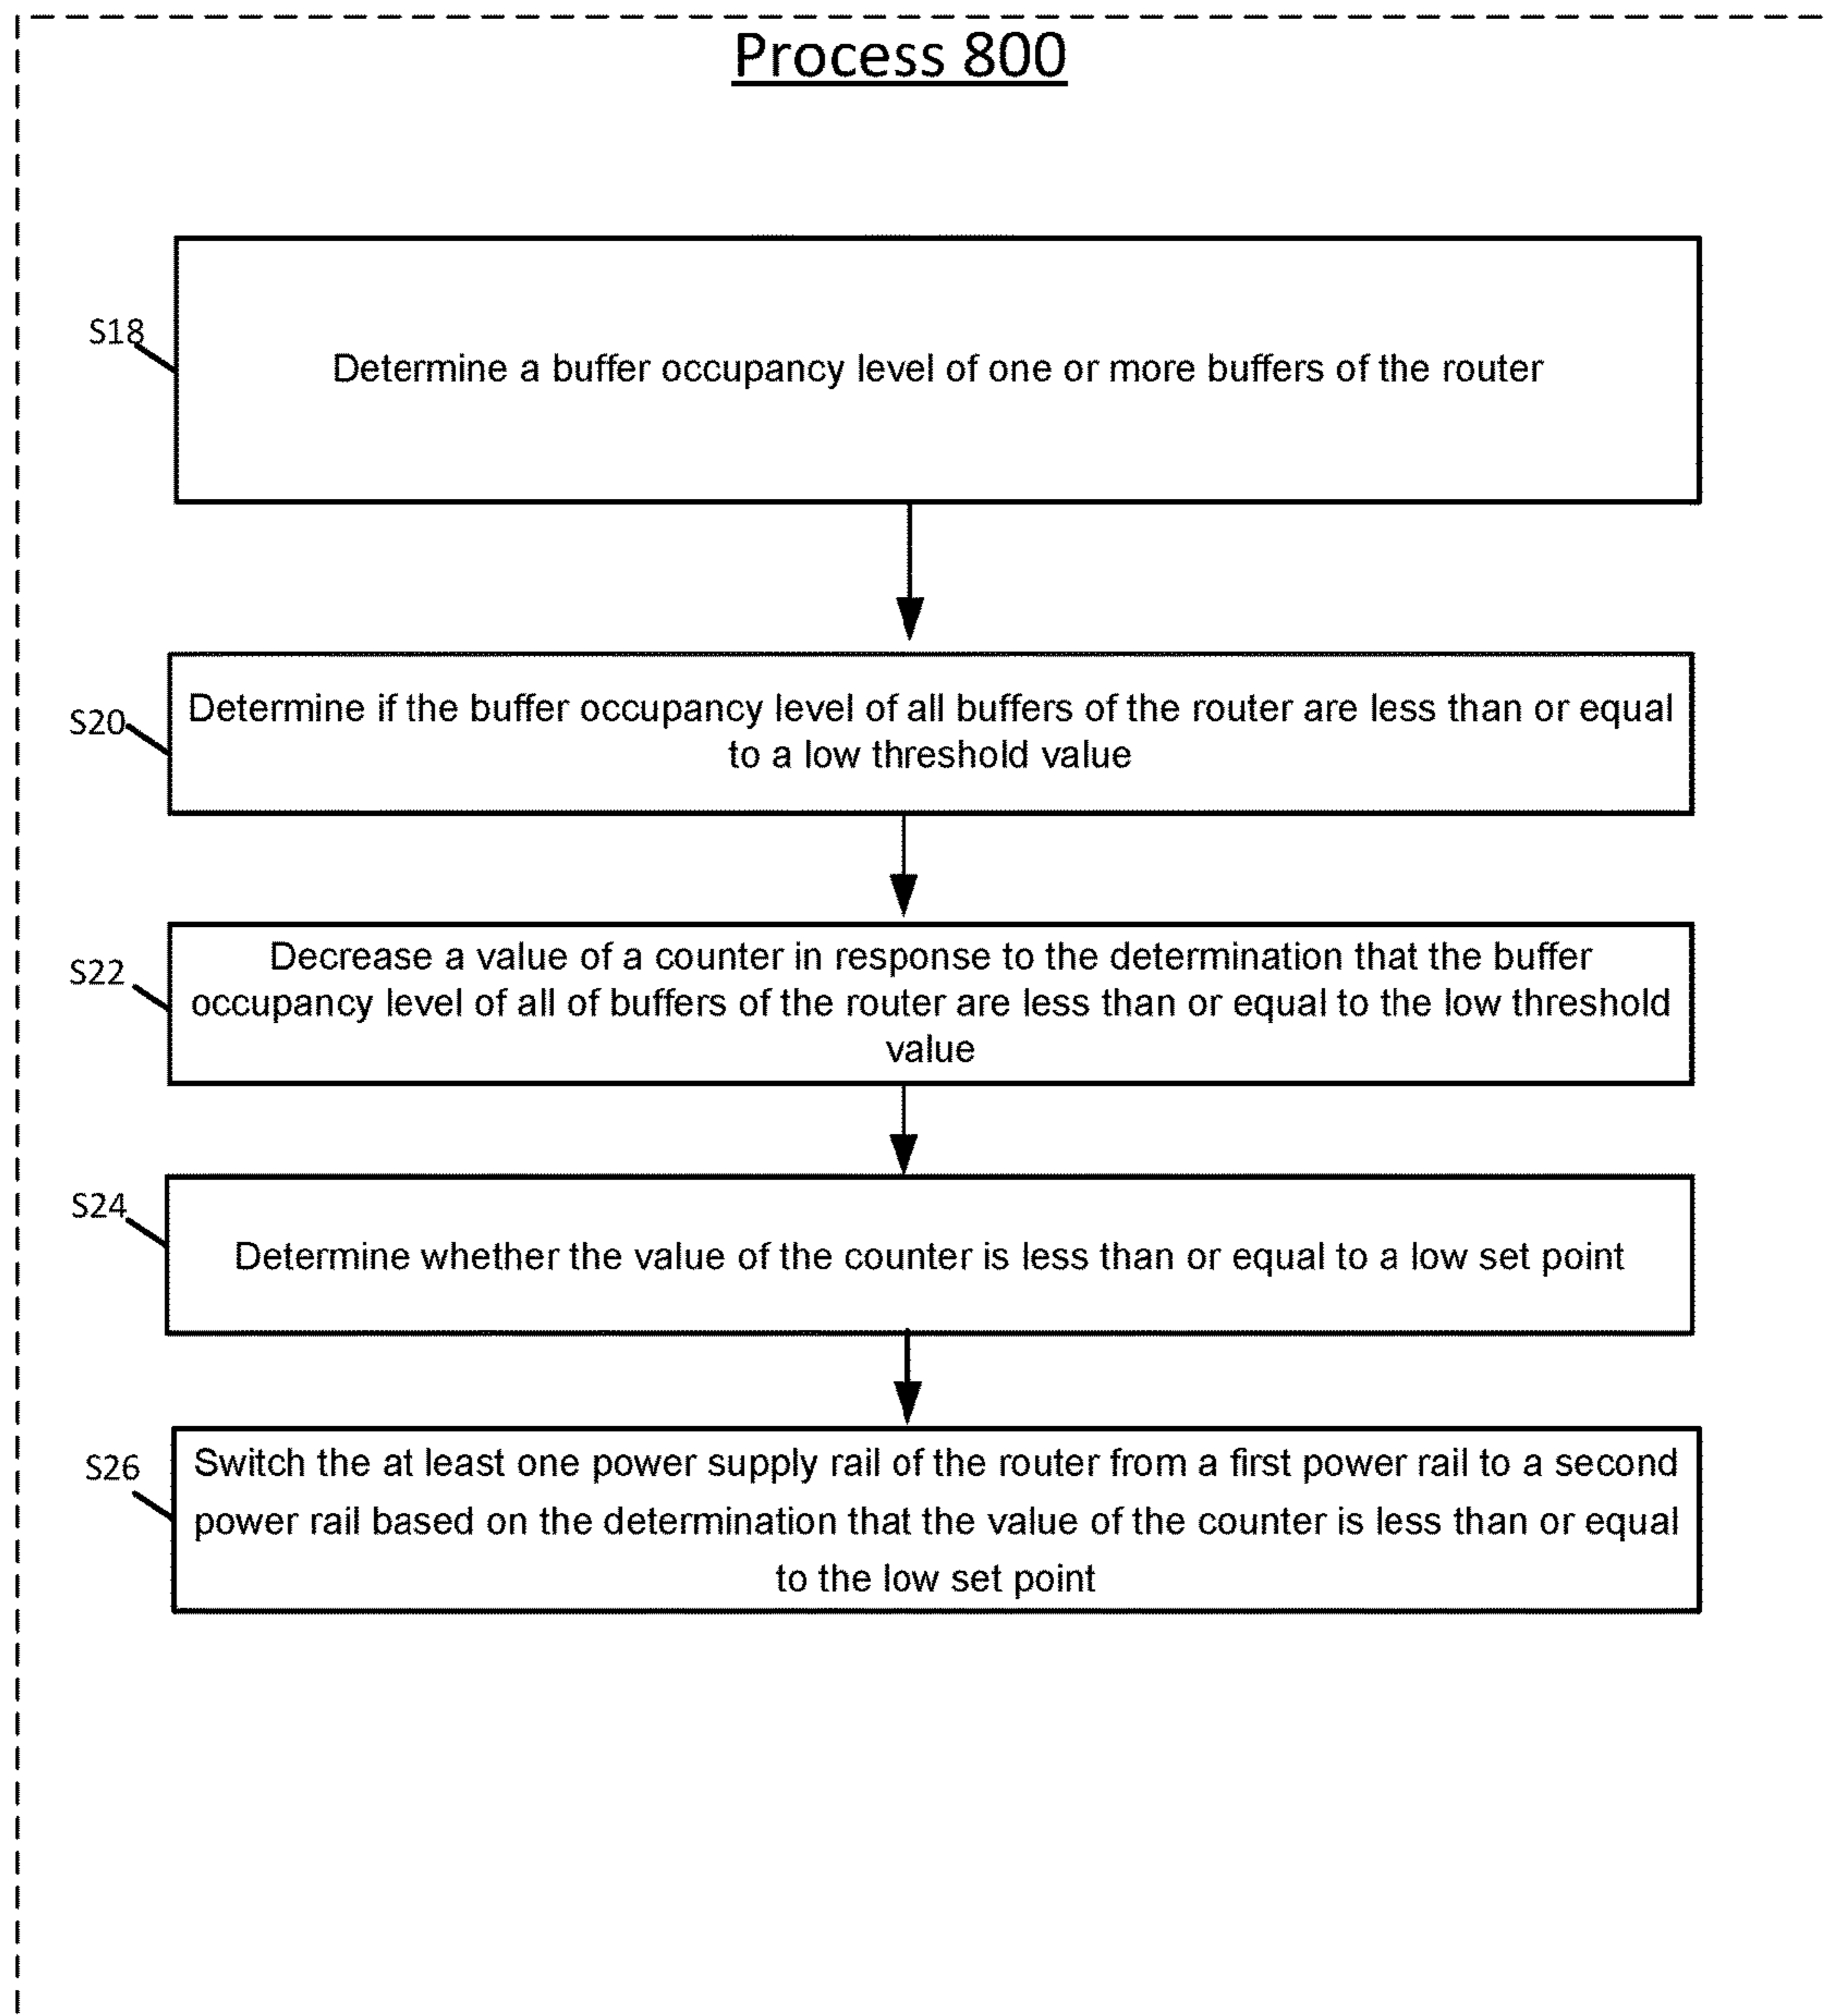 Process 800
S18
Determine a buffer occupancy level of one or more buffers of the router
S20
Determine if the buffer occupancy level of all buffers of the router are less than or equal
to a low threshold value
S22
Decrease a value of a counter in response to the determination that the buffer
occupancy level of all of buffers of the router are less than or equal to the low threshold
value
S24
Determine whether the value of the counter is less than or equal to a low set point
S26
Switch the at least one power supply rail of the router from a first power rail to a second
power rail based on the determination that the value of the counter is less than or equal
to the low set point